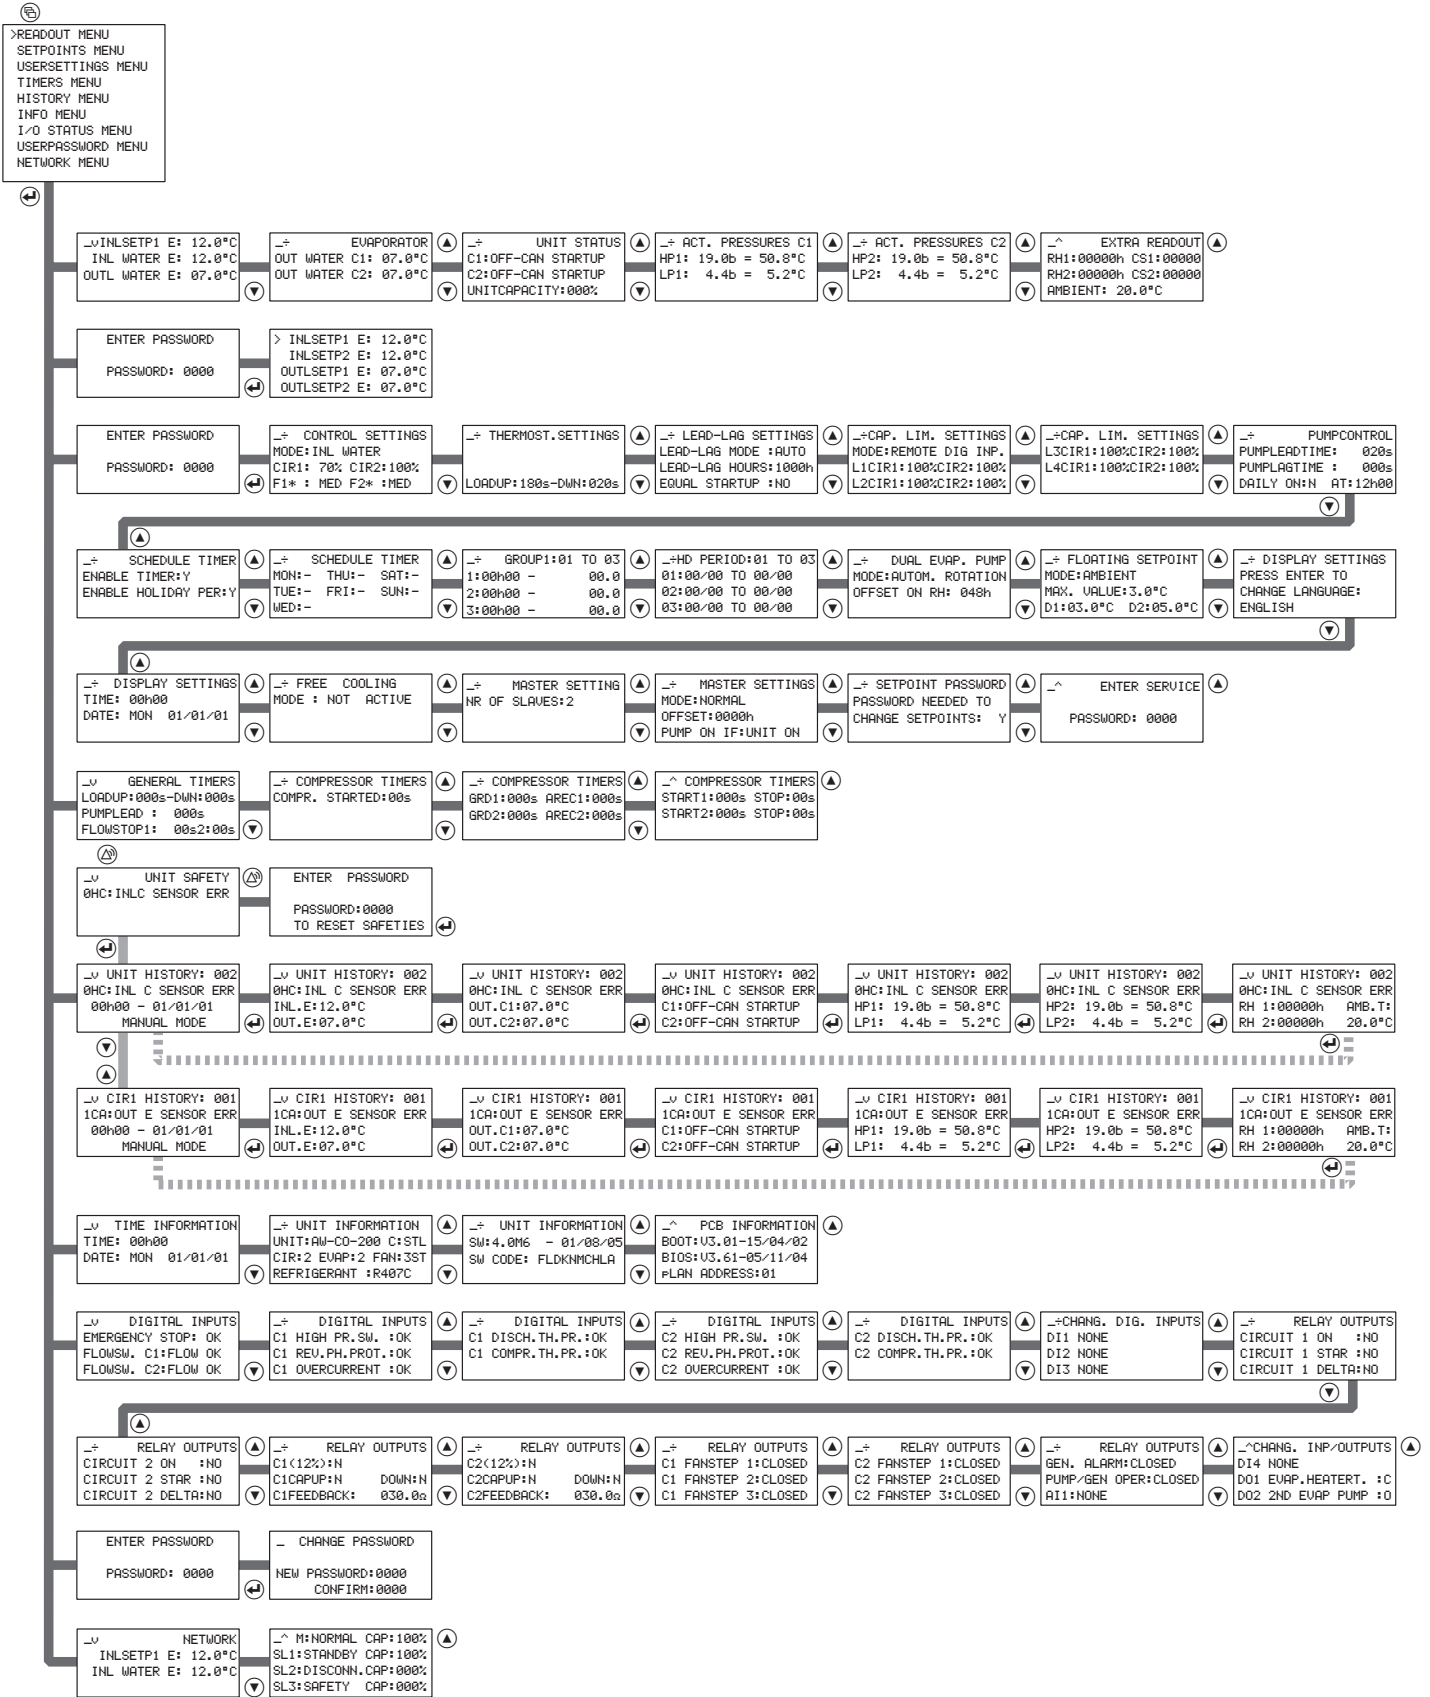 >READOUT MENU
SETPOINTS MENU
USERSETTINGS MENU
TIMERS MENU
HISTORY MENU
INFO MENU
I/O STATUS MENU
USERPASSWORD MENU
NETWORK MENU
_vINLSETP1 E: 12.0°C
INL WATER E: 12.0°C
OUTL WATER E: 07.0°C
_÷ EVAPORATOR
OUT WATER C1: 07.0°C
OUT WATER C2: 07.0°C
_÷ UNIT STATUS
C1:OFF-CAN STARTUP
C2:OFF-CAN STARTUP
UNITCAPACITY:000%
_÷ ACT. PRESSURES C1
HP1: 19.0b = 50.8°C
LP1: 4.4b = 5.2°C
_÷ ACT. PRESSURES C2
HP2: 19.0b = 50.8°C
LP2: 4.4b = 5.2°C
_^ EXTRA READOUT
RH1:00000h CS1:00000
RH2:00000h CS2:00000
AMBIENT: 20.0°C
ENTER PASSWORD
PASSWORD: 0000
> INLSETP1 E: 12.0°C
INLSETP2 E: 12.0°C
OUTLSETP1 E: 07.0°C
OUTLSETP2 E: 07.0°C
ENTER PASSWORD
PASSWORD: 0000
_÷ CONTROL SETTINGS
MODE:INL WATER
CIR1: 70% CIR2:100%
F1* : MED F2* :MED
_÷ THERMOST.SETTINGS
LOADUP:180s-DWN:020s
_÷ LEAD-LAG SETTINGS
LEAD-LAG MODE :AUTO
LEAD-LAG HOURS:1000h
EQUAL STARTUP :NO
_÷CAP. LIM. SETTINGS
MODE:REMOTE DIG INP.
L1CIR1:100%CIR2:100%
L2CIR1:100%CIR2:100%
_÷CAP. LIM. SETTINGS
L3CIR1:100%CIR2:100%
L4CIR1:100%CIR2:100%
_÷ PUMPCONTROL
PUMPLEADTIME: 020s
PUMPLAGTIME : 000s
DAILY ON:N AT:12h00
_÷ SCHEDULE TIMER
ENABLE TIMER:Y
ENABLE HOLIDAY PER:Y
_÷ SCHEDULE TIMER
MON:- THU:- SAT:-
TUE:- FRI:- SUN:-
WED:-
_÷ GROUP1:01 TO 03
1:00h00 - 00.0
2:00h00 - 00.0
3:00h00 - 00.0
_÷HD PERIOD:01 TO 03
01:00/00 TO 00/00
02:00/00 TO 00/00
03:00/00 TO 00/00
_÷ DUAL EVAP. PUMP
MODE:AUTOM. ROTATION
OFFSET ON RH: 048h
_÷ FLOATING SETPOINT
MODE:AMBIENT
MAX. VALUE:3.0°C
D1:03.0°C D2:05.0°C
_÷ DISPLAY SETTINGS
PRESS ENTER TO
CHANGE LANGUAGE:
ENGLISH
_÷ DISPLAY SETTINGS
TIME: 00h00
DATE: MON 01/01/01
_÷ FREE COOLING
MODE : NOT ACTIVE
_÷ MASTER SETTING
NR OF SLAVES:2
_÷ MASTER SETTINGS
MODE:NORMAL
OFFSET:0000h
PUMP ON IF:UNIT ON
_÷ SETPOINT PASSWORD
PASSWORD NEEDED TO
CHANGE SETPOINTS: Y
_^ ENTER SERVICE
PASSWORD: 0000
_v GENERAL TIMERS
LOADUP:000s-DWN:000s
PUMPLEAD : 000s
FLOWSTOP1: 00s2:00s
_÷ COMPRESSOR TIMERS
COMPR. STARTED:00s
_÷ COMPRESSOR TIMERS
GRD1:000s AREC1:000s
GRD2:000s AREC2:000s
_^ COMPRESSOR TIMERS
START1:000s STOP:00s
START2:000s STOP:00s
_v UNIT SAFETY
0HC:INLC SENSOR ERR
ENTER PASSWORD
PASSWORD:0000
TO RESET SAFETIES
_v UNIT HISTORY: 002
0HC:INL C SENSOR ERR
00h00 - 01/01/01
MANUAL MODE
_v UNIT HISTORY: 002
0HC:INL C SENSOR ERR
INL.E:12.0°C
OUT.E:07.0°C
_v UNIT HISTORY: 002
0HC:INL C SENSOR ERR
OUT.C1:07.0°C
OUT.C2:07.0°C
_v UNIT HISTORY: 002
0HC:INL C SENSOR ERR
C1:OFF-CAN STARTUP
C2:OFF-CAN STARTUP
_v UNIT HISTORY: 002
0HC:INL C SENSOR ERR
HP1: 19.0b = 50.8°C
LP1: 4.4b = 5.2°C
_v UNIT HISTORY: 002
0HC:INL C SENSOR ERR
HP2: 19.0b = 50.8°C
LP2: 4.4b = 5.2°C
_v UNIT HISTORY: 002
0HC:INL C SENSOR ERR
RH 1:00000h AMB.T:
RH 2:00000h 20.0°C
_v CIR1 HISTORY: 001
1CA:OUT E SENSOR ERR
00h00 - 01/01/01
MANUAL MODE
_v CIR1 HISTORY: 001
1CA:OUT E SENSOR ERR
INL.E:12.0°C
OUT.E:07.0°C
_v CIR1 HISTORY: 001
1CA:OUT E SENSOR ERR
OUT.C1:07.0°C
OUT.C2:07.0°C
_v CIR1 HISTORY: 001
1CA:OUT E SENSOR ERR
C1:OFF-CAN STARTUP
C2:OFF-CAN STARTUP
_v CIR1 HISTORY: 001
1CA:OUT E SENSOR ERR
HP1: 19.0b = 50.8°C
LP1: 4.4b = 5.2°C
_v CIR1 HISTORY: 001
1CA:OUT E SENSOR ERR
HP2: 19.0b = 50.8°C
LP2: 4.4b = 5.2°C
_v CIR1 HISTORY: 001
1CA:OUT E SENSOR ERR
RH 1:00000h AMB.T:
RH 2:00000h 20.0°C
_v TIME INFORMATION
TIME: 00h00
DATE: MON 01/01/01
_÷ UNIT INFORMATION
UNIT:AW-CO-200 C:STL
CIR:2 EVAP:2 FAN:3ST
REFRIGERANT :R407C
_÷ UNIT INFORMATION
SW:4.0M6 - 01/08/05
SW CODE: FLDKNMCHLA
_^ PCB INFORMATION
BOOT:V3.01-15/04/02
BIOS:V3.61-05/11/04
pLAN ADDRESS:01
_v DIGITAL INPUTS
EMERGENCY STOP: OK
FLOWSW. C1:FLOW OK
FLOWSW. C2:FLOW OK
_÷ DIGITAL INPUTS
C1 HIGH PR.SW. :OK
C1 REV.PH.PROT.:OK
C1 OVERCURRENT :OK
_÷ DIGITAL INPUTS
C1 DISCH.TH.PR.:OK
C1 COMPR.TH.PR.:OK
_÷ DIGITAL INPUTS
C2 HIGH PR.SW. :OK
C2 REV.PH.PROT.:OK
C2 OVERCURRENT :OK
_÷ DIGITAL INPUTS
C2 DISCH.TH.PR.:OK
C2 COMPR.TH.PR.:OK
_÷CHANG. DIG. INPUTS
DI1 NONE
DI2 NONE
DI3 NONE
_÷ RELAY OUTPUTS
CIRCUIT 1 ON :NO
CIRCUIT 1 STAR :NO
CIRCUIT 1 DELTA:NO
_÷ RELAY OUTPUTS
CIRCUIT 2 ON :NO
CIRCUIT 2 STAR :NO
CIRCUIT 2 DELTA:NO
_÷ RELAY OUTPUTS
C1(12%):N
C1CAPUP:N DOWN:N
C1FEEDBACK: 030.0Ω
_÷ RELAY OUTPUTS
C2(12%):N
C2CAPUP:N DOWN:N
C2FEEDBACK: 030.0Ω
_÷ RELAY OUTPUTS
C1 FANSTEP 1:CLOSED
C1 FANSTEP 2:CLOSED
C1 FANSTEP 3:CLOSED
_÷ RELAY OUTPUTS
C2 FANSTEP 1:CLOSED
C2 FANSTEP 2:CLOSED
C2 FANSTEP 3:CLOSED
_÷ RELAY OUTPUTS
GEN. ALARM:CLOSED
PUMP/GEN OPER:CLOSED
AI1:NONE
_^CHANG. INP/OUTPUTS
DI4 NONE
DO1 EVAP.HEATERT. :C
DO2 2ND EVAP PUMP :O
ENTER PASSWORD
PASSWORD: 0000
_ CHANGE PASSWORD
NEW PASSWORD:0000
CONFIRM:0000
_v NETWORK
INLSETP1 E: 12.0°C
INL WATER E: 12.0°C
_^ M:NORMAL CAP:100%
SL1:STANDBY CAP:100%
SL2:DISCONN.CAP:000%
SL3:SAFETY CAP:000%